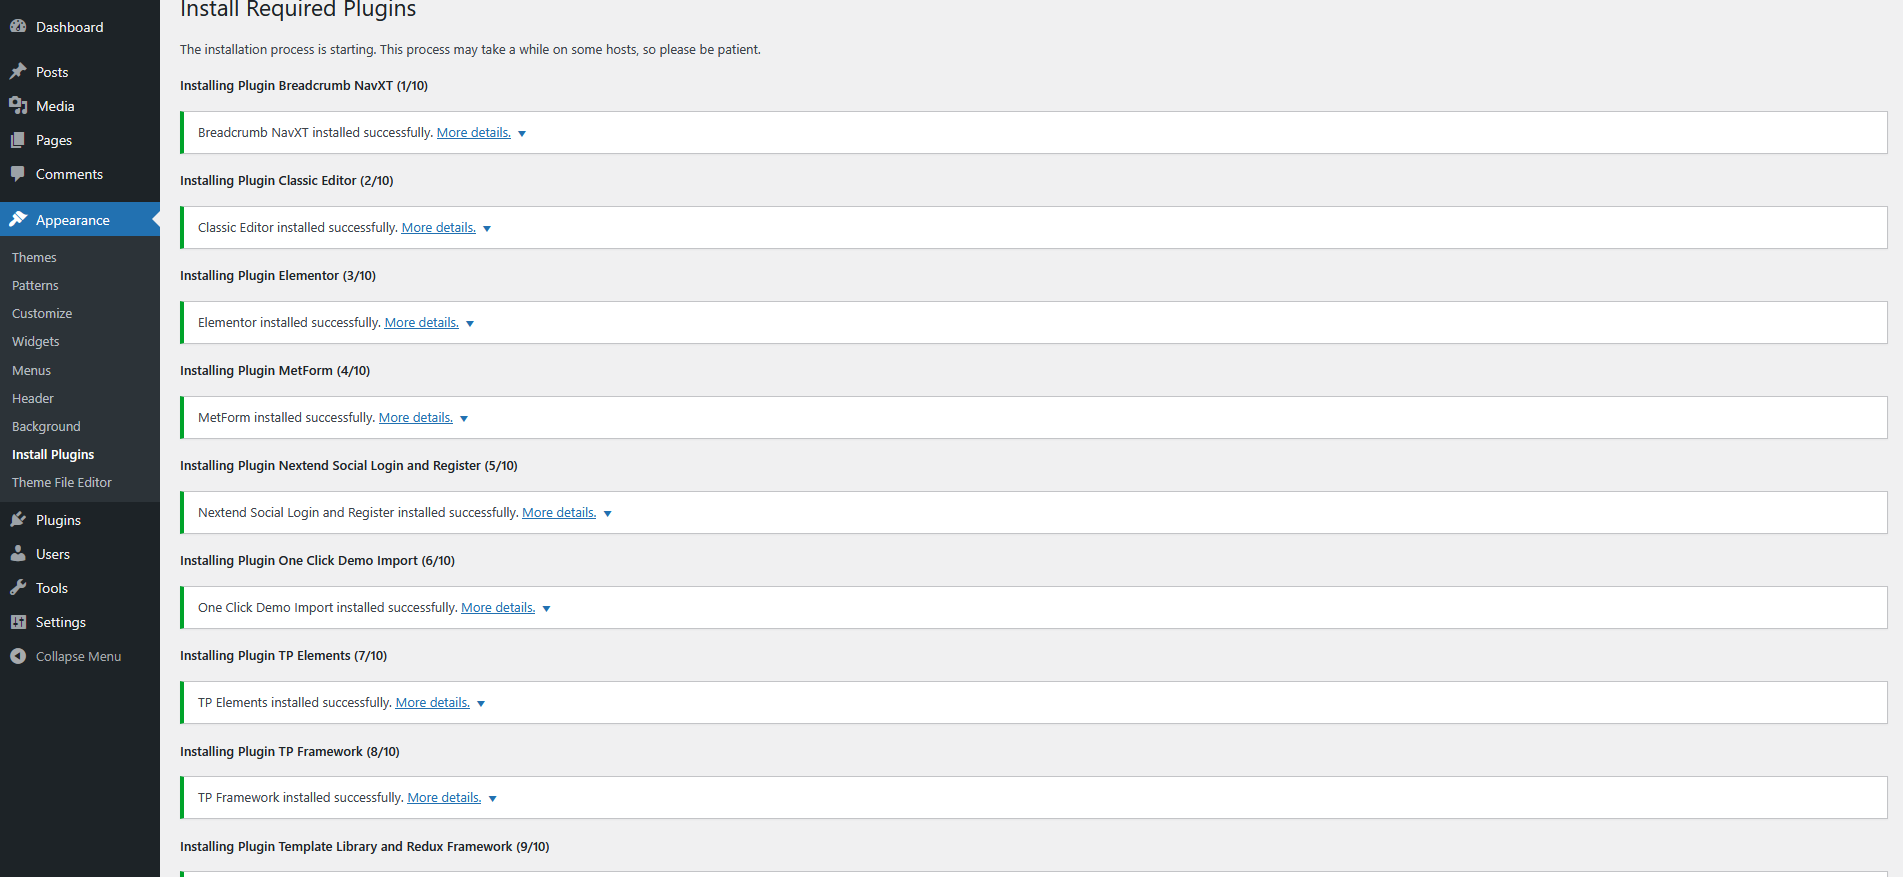 Dashboard
Posts
Media
Pages
Comments
Appearance
Themes
Patterns
Customize
Widgets
Menus
Header
Background
Install Plugins
Theme File Editor
Plugins
Users
Tools
Settings
Collapse Menu
Install Required Plugins
The installation process is starting. This process may take a while on some hosts, so please be patient.
Installing Plugin Breadcrumb NavXT (1/10)
Breadcrumb NavXT installed successfully. More details.
Installing Plugin Classic Editor (2/10)
Classic Editor installed successfully. More details.
Installing Plugin Elementor (3/10)
Elementor installed successfully. More details.
Installing Plugin MetForm (4/10)
MetForm installed successfully. More details.
Installing Plugin Nextend Social Login and Register (5/10)
Nextend Social Login and Register installed successfully. More details.
Installing Plugin One Click Demo Import (6/10)
One Click Demo Import installed successfully. More details.
Installing Plugin TP Elements (7/10)
TP Elements installed successfully. More details.
Installing Plugin TP Framework (8/10)
TP Framework installed successfully. More details.
Installing Plugin Template Library and Redux Framework (9/10)